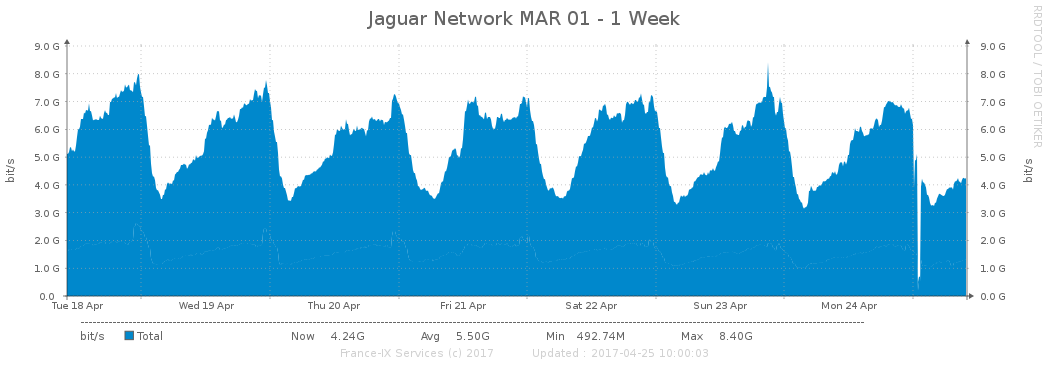 Jaguar Network MAR 01 - 1 Week
RRDTOOL / TOBI OETIKER
bit/s
bit/s
9.0 G 9.0 G
8.0 G 8.0 G
7.0 G 7.0 G
6.0 G 6.0 G
5.0 G 5.0 G
4.0 G 4.0 G
3.0 G 3.0 G
2.0 G 2.0 G
1.0 G 1.0 G
0.0 0.0 G
Tue 18 Apr Wed 19 Apr Thu 20 Apr Fri 21 Apr Sat 22 Apr Sun 23 Apr Mon 24 Apr
bit/s Total Now 4.24G Avg 5.50G Min 492.74M Max 8.40G
France-IX Services (c) 2017 Updated : 2017-04-25 10:00:03